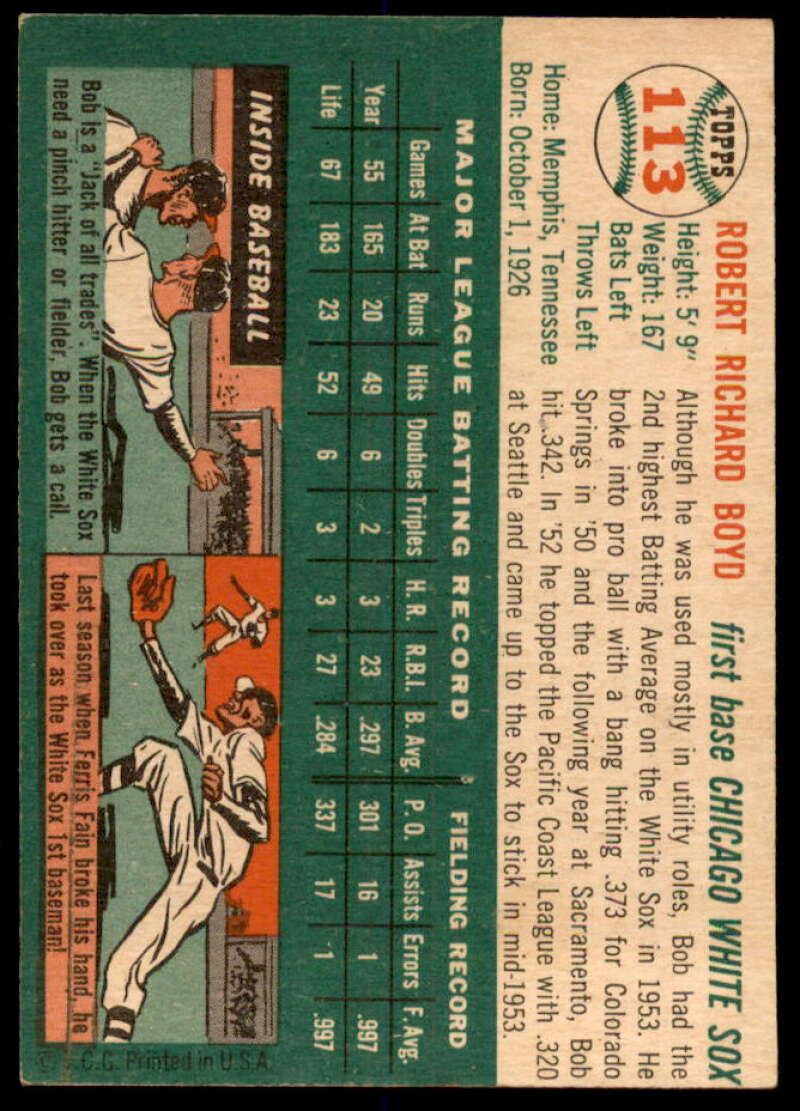 TOPPS
113
ROBERT RICHARD BOYD first base CHICAGO WHITE SOX
Height: 5' 9"
Weight: 167
Bats Left
Throws Left
Home: Memphis, Tennessee
Born: October 1, 1926
Although he was used mostly in utility roles, Bob had the
2nd highest Batting Average on the White Sox in 1953. He
broke into pro ball with a bang hitting .373 for Colorado
Springs in '50 and the following year at Sacramento, Bob
hit .342. In '52 he topped the Pacific Coast League with .320
at Seattle and came up to the Sox to stick in mid-1953.
MAJOR LEAGUE BATTING RECORD FIELDING RECORD
Games At Bat Runs Hits Doubles Triples H. R. R.B.I. B. Avg. P. O. Assists Errors F. Avg.
Year 55 165 20 49 6 2 3 23 .297 301 16 1 .997
Life 67 183 23 52 6 3 3 27 .284 337 17 1 .997
INSIDE BASEBALL
Bob is a "Jack of all trades". When the White Sox
need a pinch hitter or fielder, Bob gets a call.
Last season when Ferris Fain broke his hand, he
took over as the White Sox 1st baseman!
© T.C.G. Printed in U.S.A.